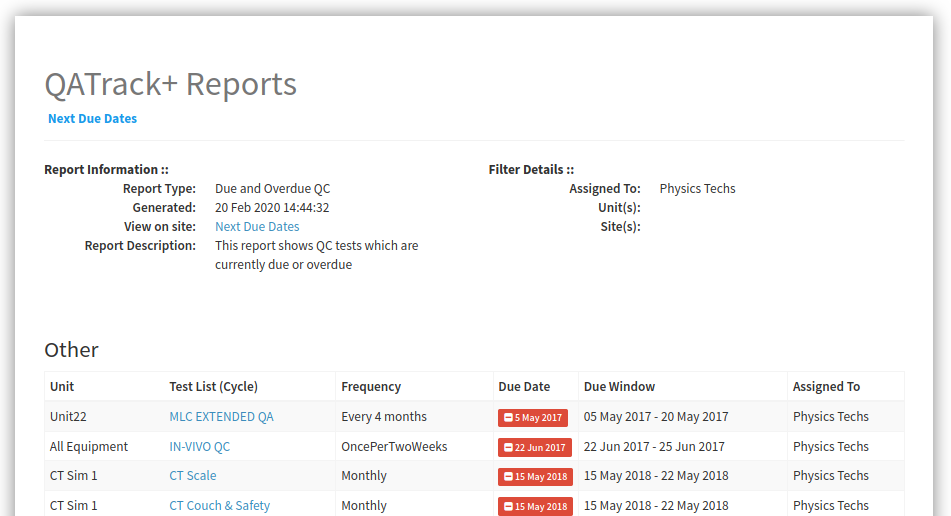 QATrack+ Reports
Next Due Dates
Report Information ::
Report Type: Due and Overdue QC
Generated: 20 Feb 2020 14:44:32
View on site: Next Due Dates
Report Description: This report shows QC tests which are
currently due or overdue
Filter Details ::
Assigned To: Physics Techs
Unit(s):
Site(s):
Other
Unit Test List (Cycle) Frequency Due Date Due Window Assigned To
Unit22 MLC EXTENDED QA Every 4 months 5 May 2017 05 May 2017 - 20 May 2017 Physics Techs
All Equipment IN-VIVO QC OncePerTwoWeeks 22 Jun 2017 22 Jun 2017 - 25 Jun 2017 Physics Techs
CT Sim 1 CT Scale Monthly 15 May 2018 15 May 2018 - 22 May 2018 Physics Techs
CT Sim 1 CT Couch & Safety Monthly 15 May 2018 15 May 2018 - 22 May 2018 Physics Techs